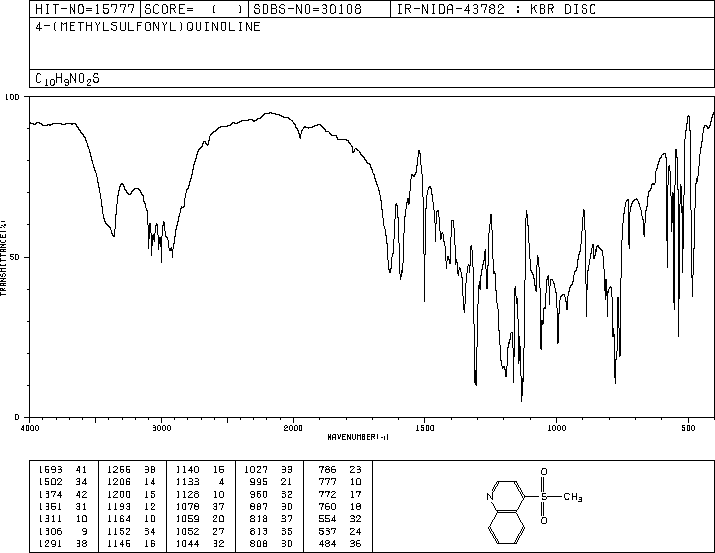 HIT-NO=15777 SCORE= ( ) SDBS-NO=30108 IR-NIDA-43782 : KBR DISC
4-(METHYLSULFONYL)QUINOLINE
C10H9NO2S
100
50
0
TRANSMITTANCE(%)
4000 3000 2000 1500 1000 500
WAVENUMBER(-1)
1593 41 1266 38 1140 16 1027 33 786 23
1502 34 1206 14 1133 4 995 21 777 10
1374 42 1200 15 1128 10 960 32 772 17
1351 31 1193 12 1078 37 887 30 760 18
1311 10 1164 10 1059 20 818 37 554 32
1306 9 1152 34 1052 27 813 35 537 24
1291 38 1146 16 1044 32 808 30 484 36
O
N S CH3
O